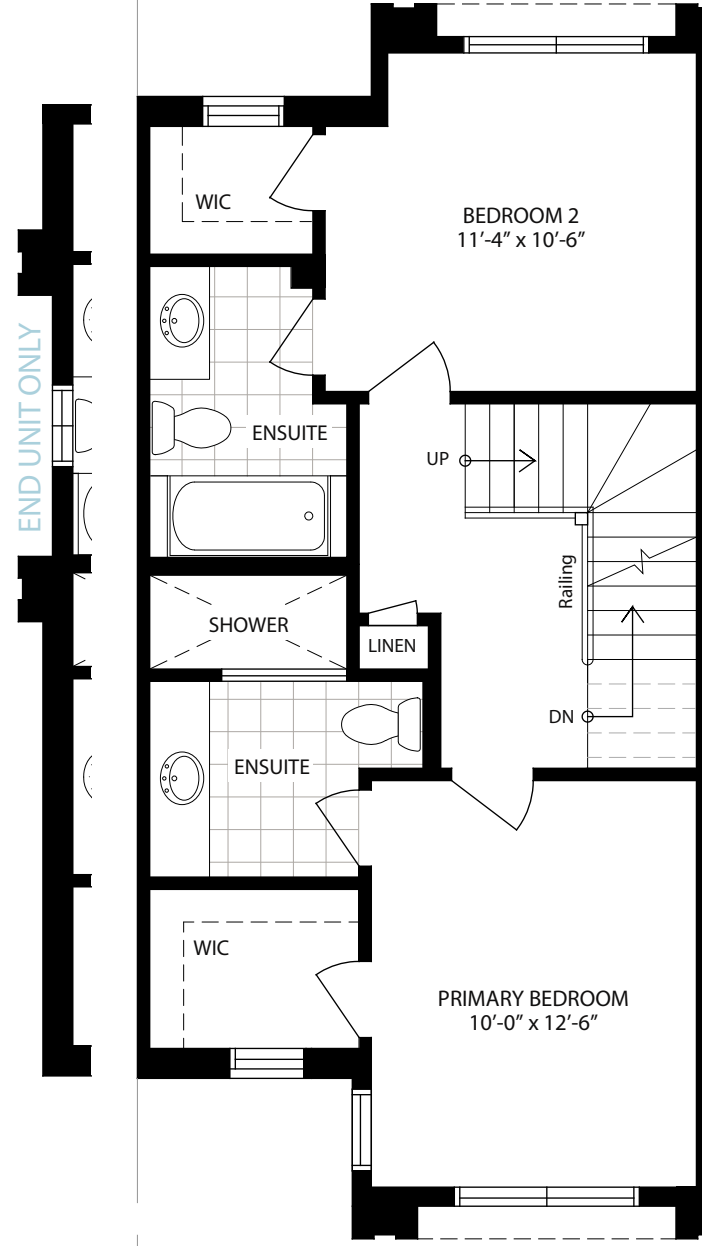 WIC
BEDROOM 2
11’-4” x 10’-6”
END UNIT ONLY
ENSUITE
UP
Railing
SHOWER
LINEN
DN
ENSUITE
WIC
PRIMARY BEDROOM
10’-0” x 12’-6”